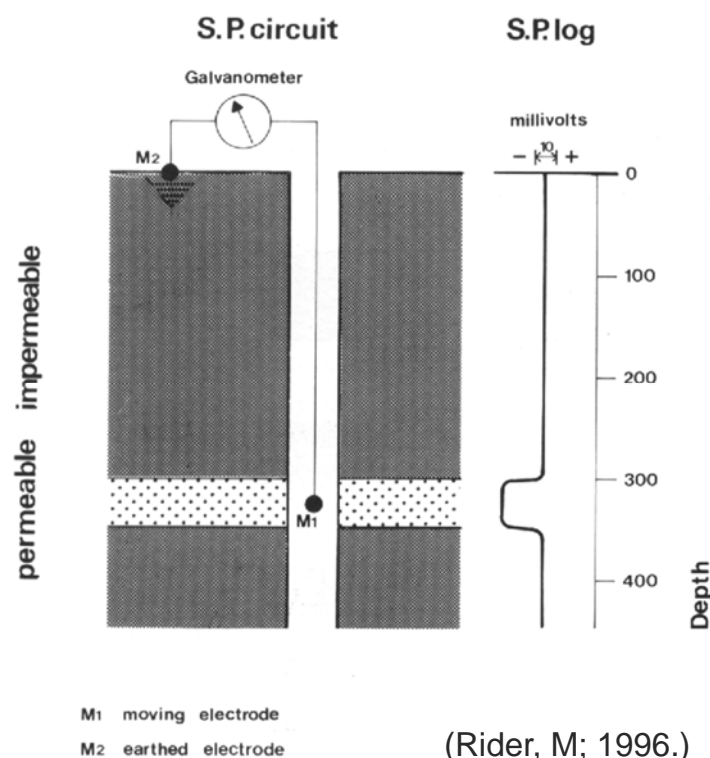 S.P. circuit
S.P. log
Galvanometer
M2
M1
millivolts
10
- +
0
100
200
300
400
Depth
permeable impermeable
M1 moving electrode
M2 earthed electrode
(Rider, M; 1996.)